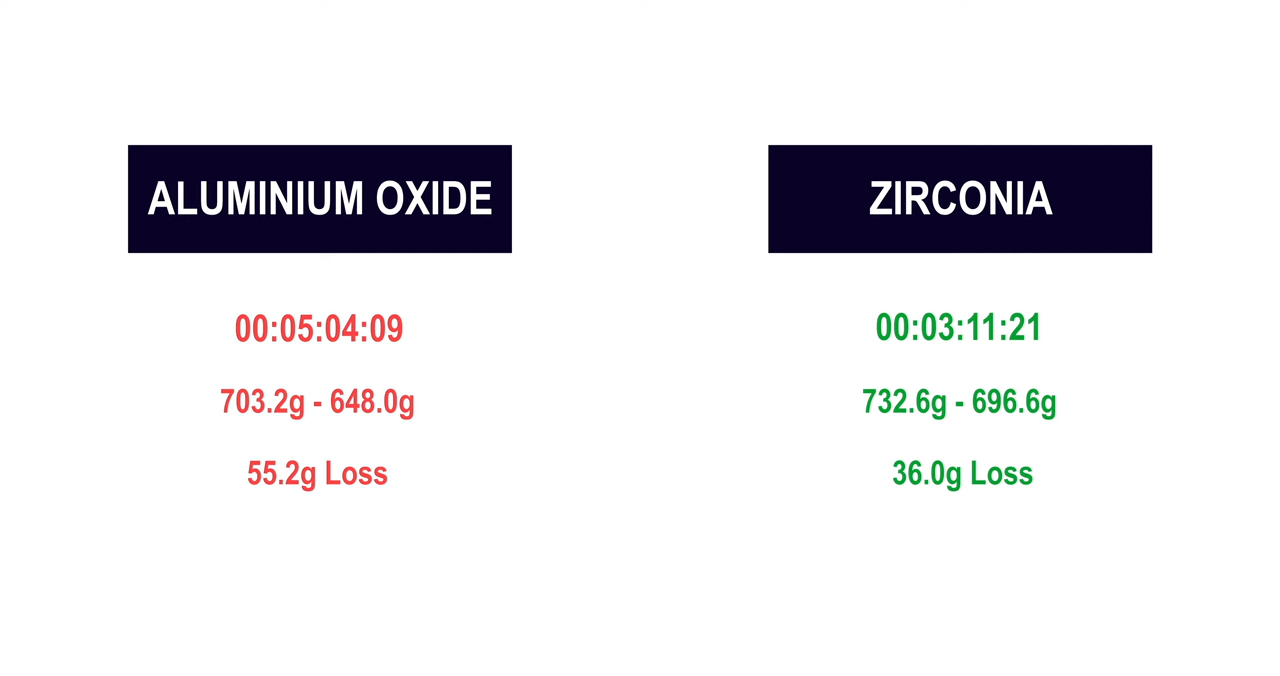 ALUMINIUM OXIDE
00:05:04:09
703.2g - 648.0g
55.2g Loss
ZIRCONIA
00:03:11:21
732.6g - 696.6g
36.0g Loss